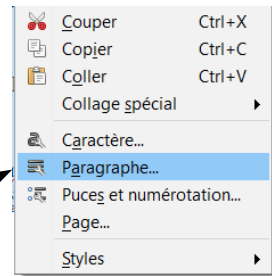 Couper Ctrl+X
Copier Ctrl+C
Coller Ctrl+V
Collage spécial
Caractère...
Paragraphe...
Puces et numérotation...
Page...
Styles